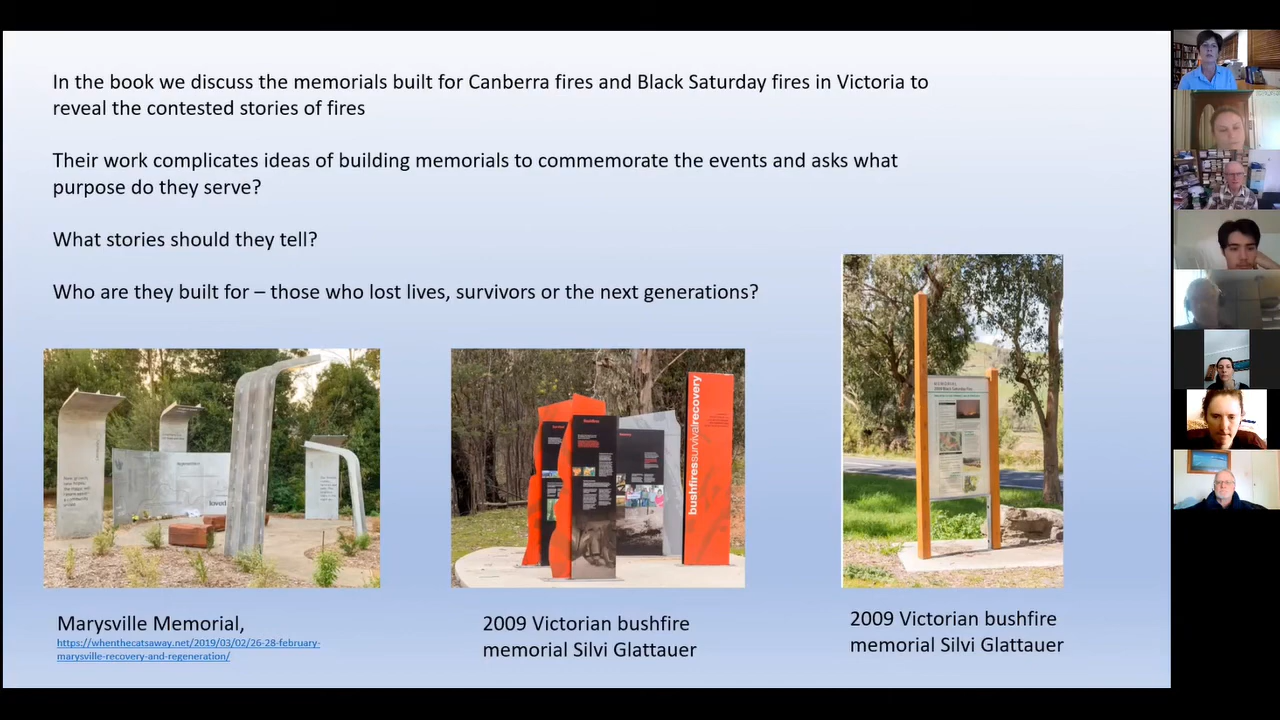 In the book we discuss the memorials built for Canberra fires and Black Saturday fires in Victoria to
reveal the contested stories of fires
Their work complicates ideas of building memorials to commemorate the events and asks what
purpose do they serve?
What stories should they tell?
Who are they built for – those who lost lives, survivors or the next generations?
loved
bushfiressurvivalrecovery
Marysville Memorial,
https://whenthecatsaway.net/2019/03/02/26-28-february-
marysville-recovery-and-regeneration/
2009 Victorian bushfire
memorial Silvi Glattauer
2009 Victorian bushfire
memorial Silvi Glattauer